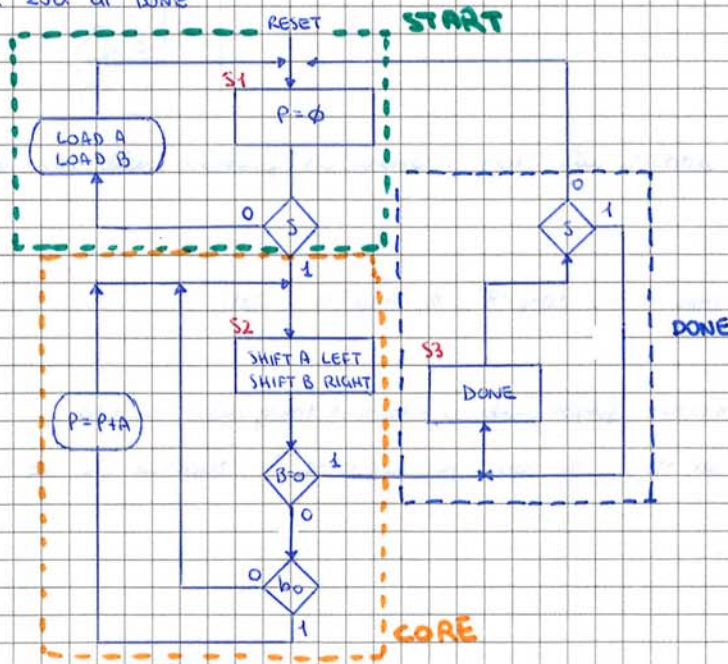 DONE
RESET
START
S1
P=Ø
LOAD A
LOAD B
0
S
1
0
S
1
S2
SHIFT A LEFT
SHIFT B RIGHT
S3
DONE
DONE
P=P+A
B=0
1
0
0
b0
1
CORE